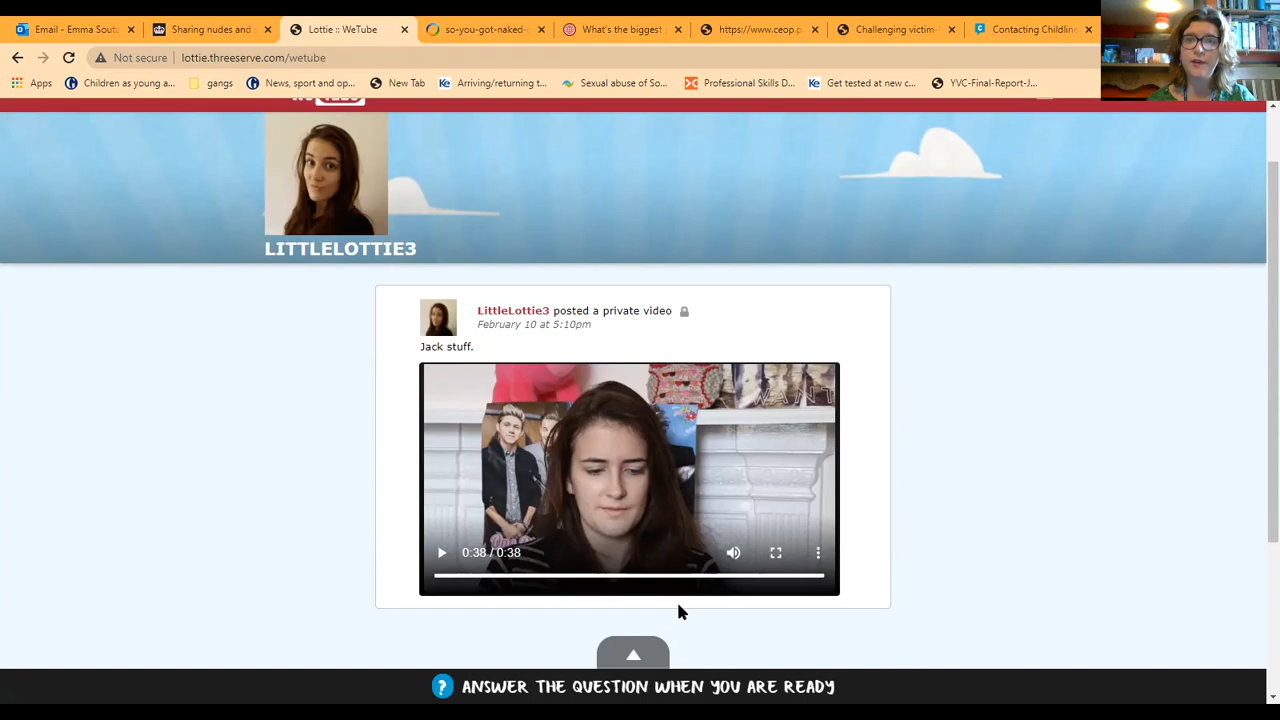 Email - Emma Souta
Sharing nudes and s
Lottie :: WeTube
so-you-got-naked-
What's the biggest
https://www.ceop.p
Challenging victim-
Contacting Childline
Not secure
lottie.threeserve.com/wetube
Apps
Children as young a...
gangs
News, sport and op...
New Tab
Arriving/returning t...
Sexual abuse of So...
Professional Skills D...
Get tested at new c...
YVC-Final-Report-J...
LITTLELOTTIE3
LittleLottie3 posted a private video
February 10 at 5:10pm
Jack stuff.
WANT
0:38 / 0:38
? ANSWER THE QUESTION WHEN YOU ARE READY